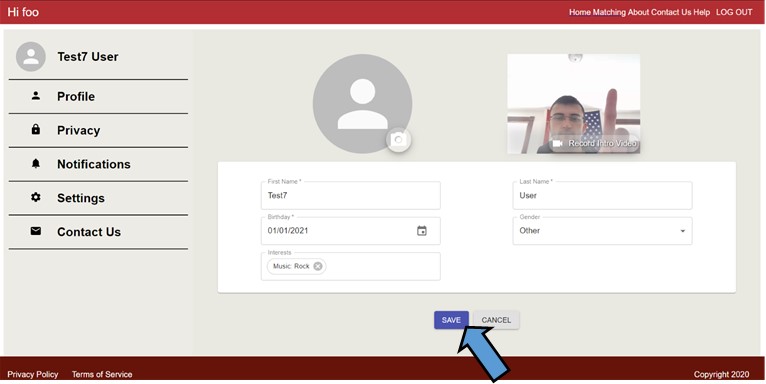 Hi foo
Home Matching About Contact Us Help LOG OUT
Test7 User
Profile
Privacy
Notifications
Settings
Contact Us
Record Intro Video
First Name *
Test7
Last Name *
User
Birthday *
01/01/2021
Gender
Other
Interests
Music: Rock
SAVE CANCEL
Privacy Policy Terms of Service Copyright 2020